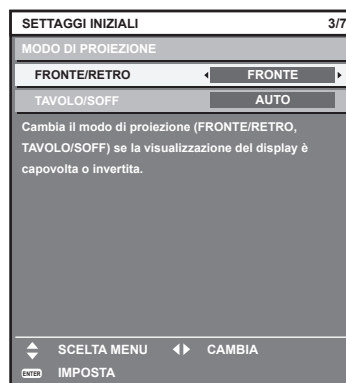 SETTAGGI INIZIALI 3/7
MODO DI PROIEZIONE
FRONTE/RETRO FRONTE
TAVOLO/SOFF AUTO
Cambia il modo di proiezione (FRONTE/RETRO,
TAVOLO/SOFF) se la visualizzazione del display è
capovolta o invertita.
SCELTA MENU CAMBIA
ENTER IMPOSTA